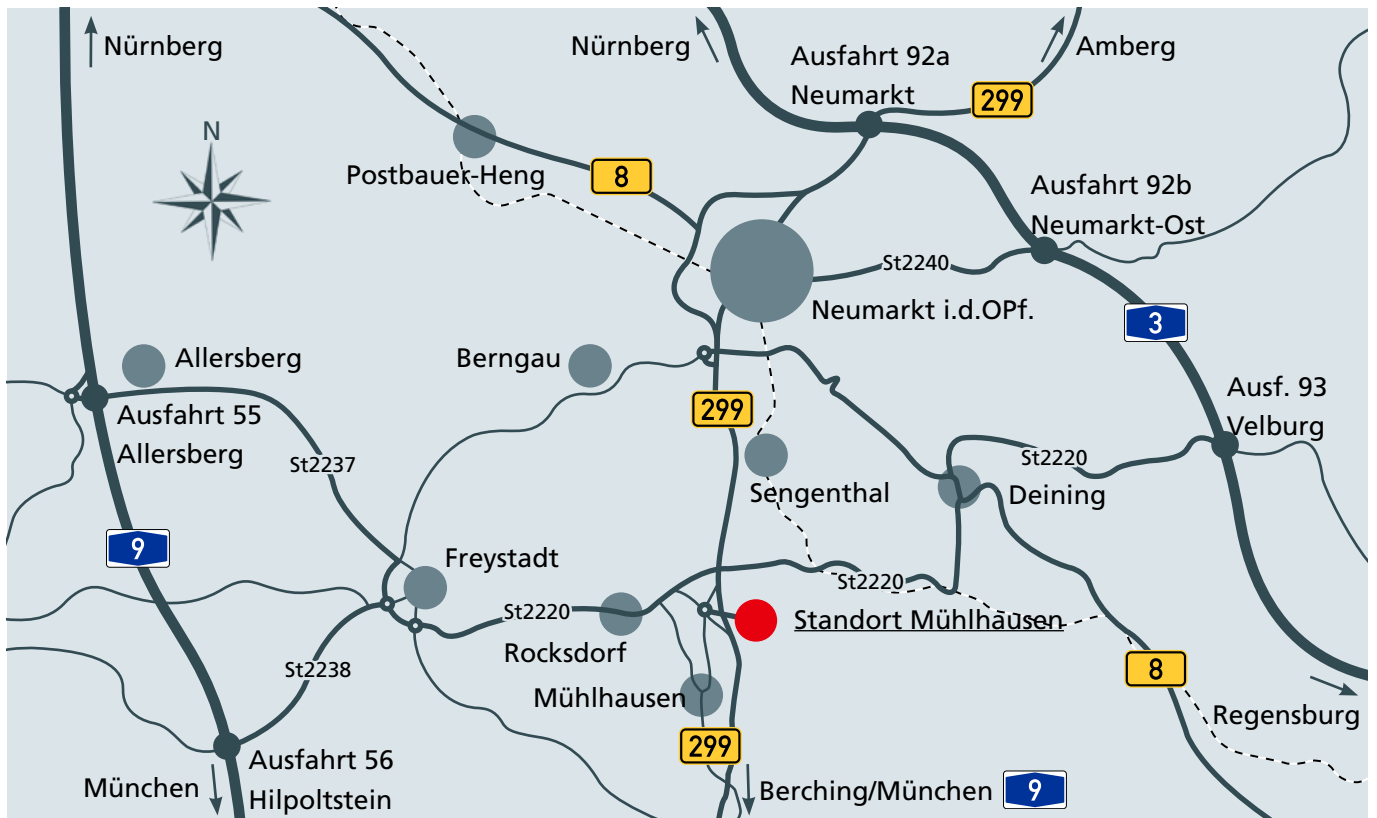 Nürnberg
Nürnberg
Ausfahrt 92a
Neumarkt
Amberg
299
N
Postbauer-Heng
8
Ausfahrt 92b
Neumarkt-Ost
St2240
Neumarkt i.d.OPf.
3
Allersberg
Berngau
Ausfahrt 55
Allersberg
299
Ausf. 93
Velburg
St2237
St2220
Sengenthal
Deining
9
Freystadt
St2220
St2220
Standort Mühlhausen
Rocksdorf
St2238
Mühlhausen
8
Regensburg
299
Ausfahrt 56
Hilpoltstein
München
Berching/München
9